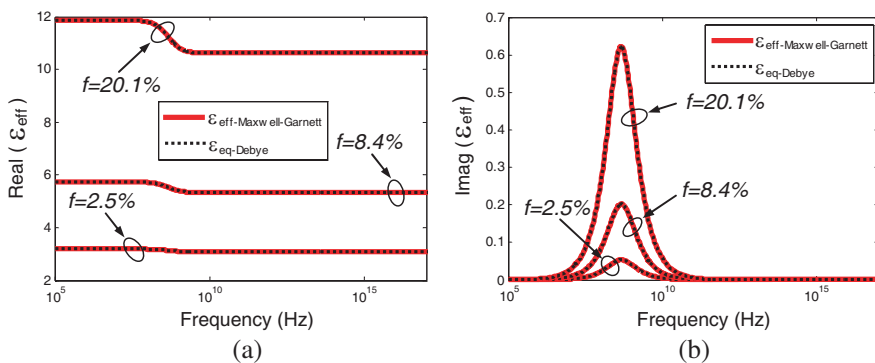 12
10
8
6
4
2
Real ( ε_eff )
f=20.1%
ε_eff-Maxwell-Garnett
ε_eq-Debye
f=8.4%
f=2.5%
10^5
10^10
10^15
Frequency (Hz)
(a)
0.7
0.6
0.5
0.4
0.3
0.2
0.1
0
Imag ( ε_eff )
ε_eff-Maxwell-Garnett
ε_eq-Debye
f=20.1%
f=8.4%
f=2.5%
10^5
10^10
10^15
Frequency (Hz)
(b)